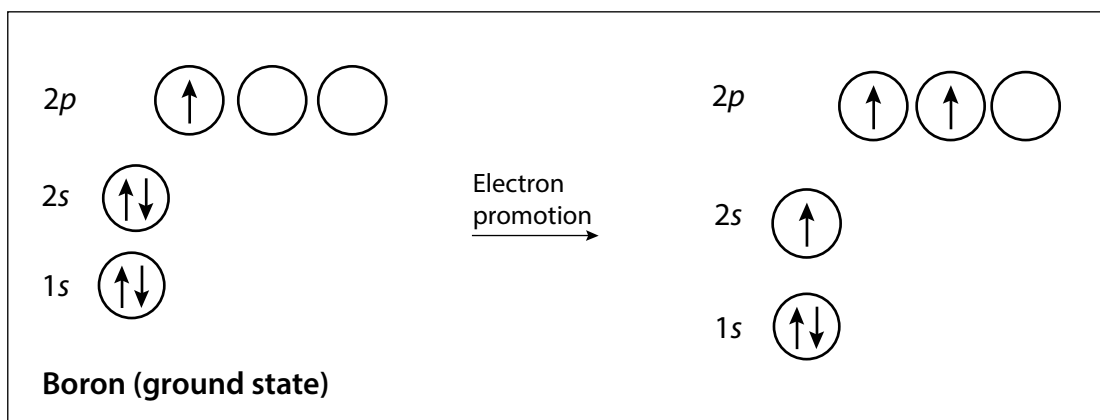 2p
2s
1s
Boron (ground state)
Electron
promotion
2p
2s
1s